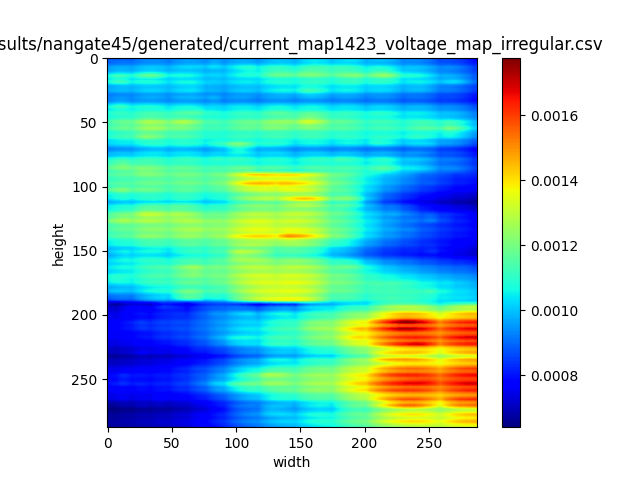 sults/nangate45/generated/current_map1423_voltage_map_irregular.csv
0
50
100
150
200
250
height
0 50 100 150 200 250
width
0.0016
0.0014
0.0012
0.0010
0.0008